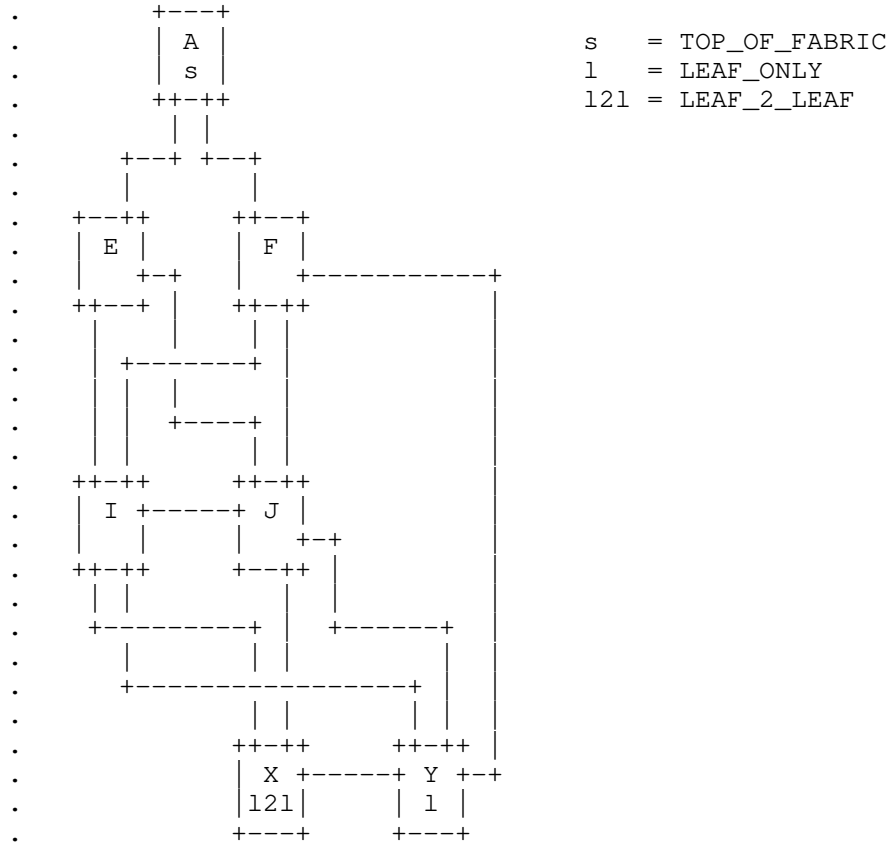 A
s = TOP_OF_FABRIC
s
l = LEAF_ONLY
l2l = LEAF_2_LEAF
E F
I J
X Y
l2l l